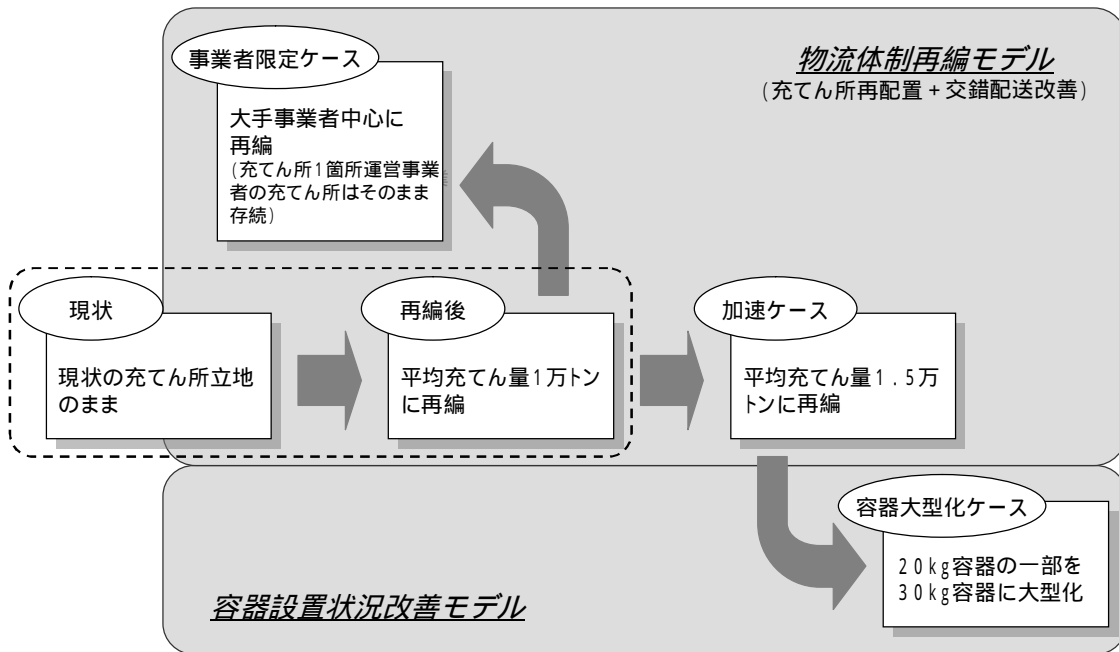 事業者限定ケース
大手事業者中心に
再編
(充てん所1箇所運営事業
者の充てん所はそのまま
存続)
物流体制再編モデル
(充てん所再配置+交錯配送改善)
現状
現状の充てん所立地
のまま
再編後
平均充てん量1万トン
に再編
加速ケース
平均充てん量1.5万
トンに再編
容器大型化ケース
20kg容器の一部を
30kg容器に大型化
容器設置状況改善モデル